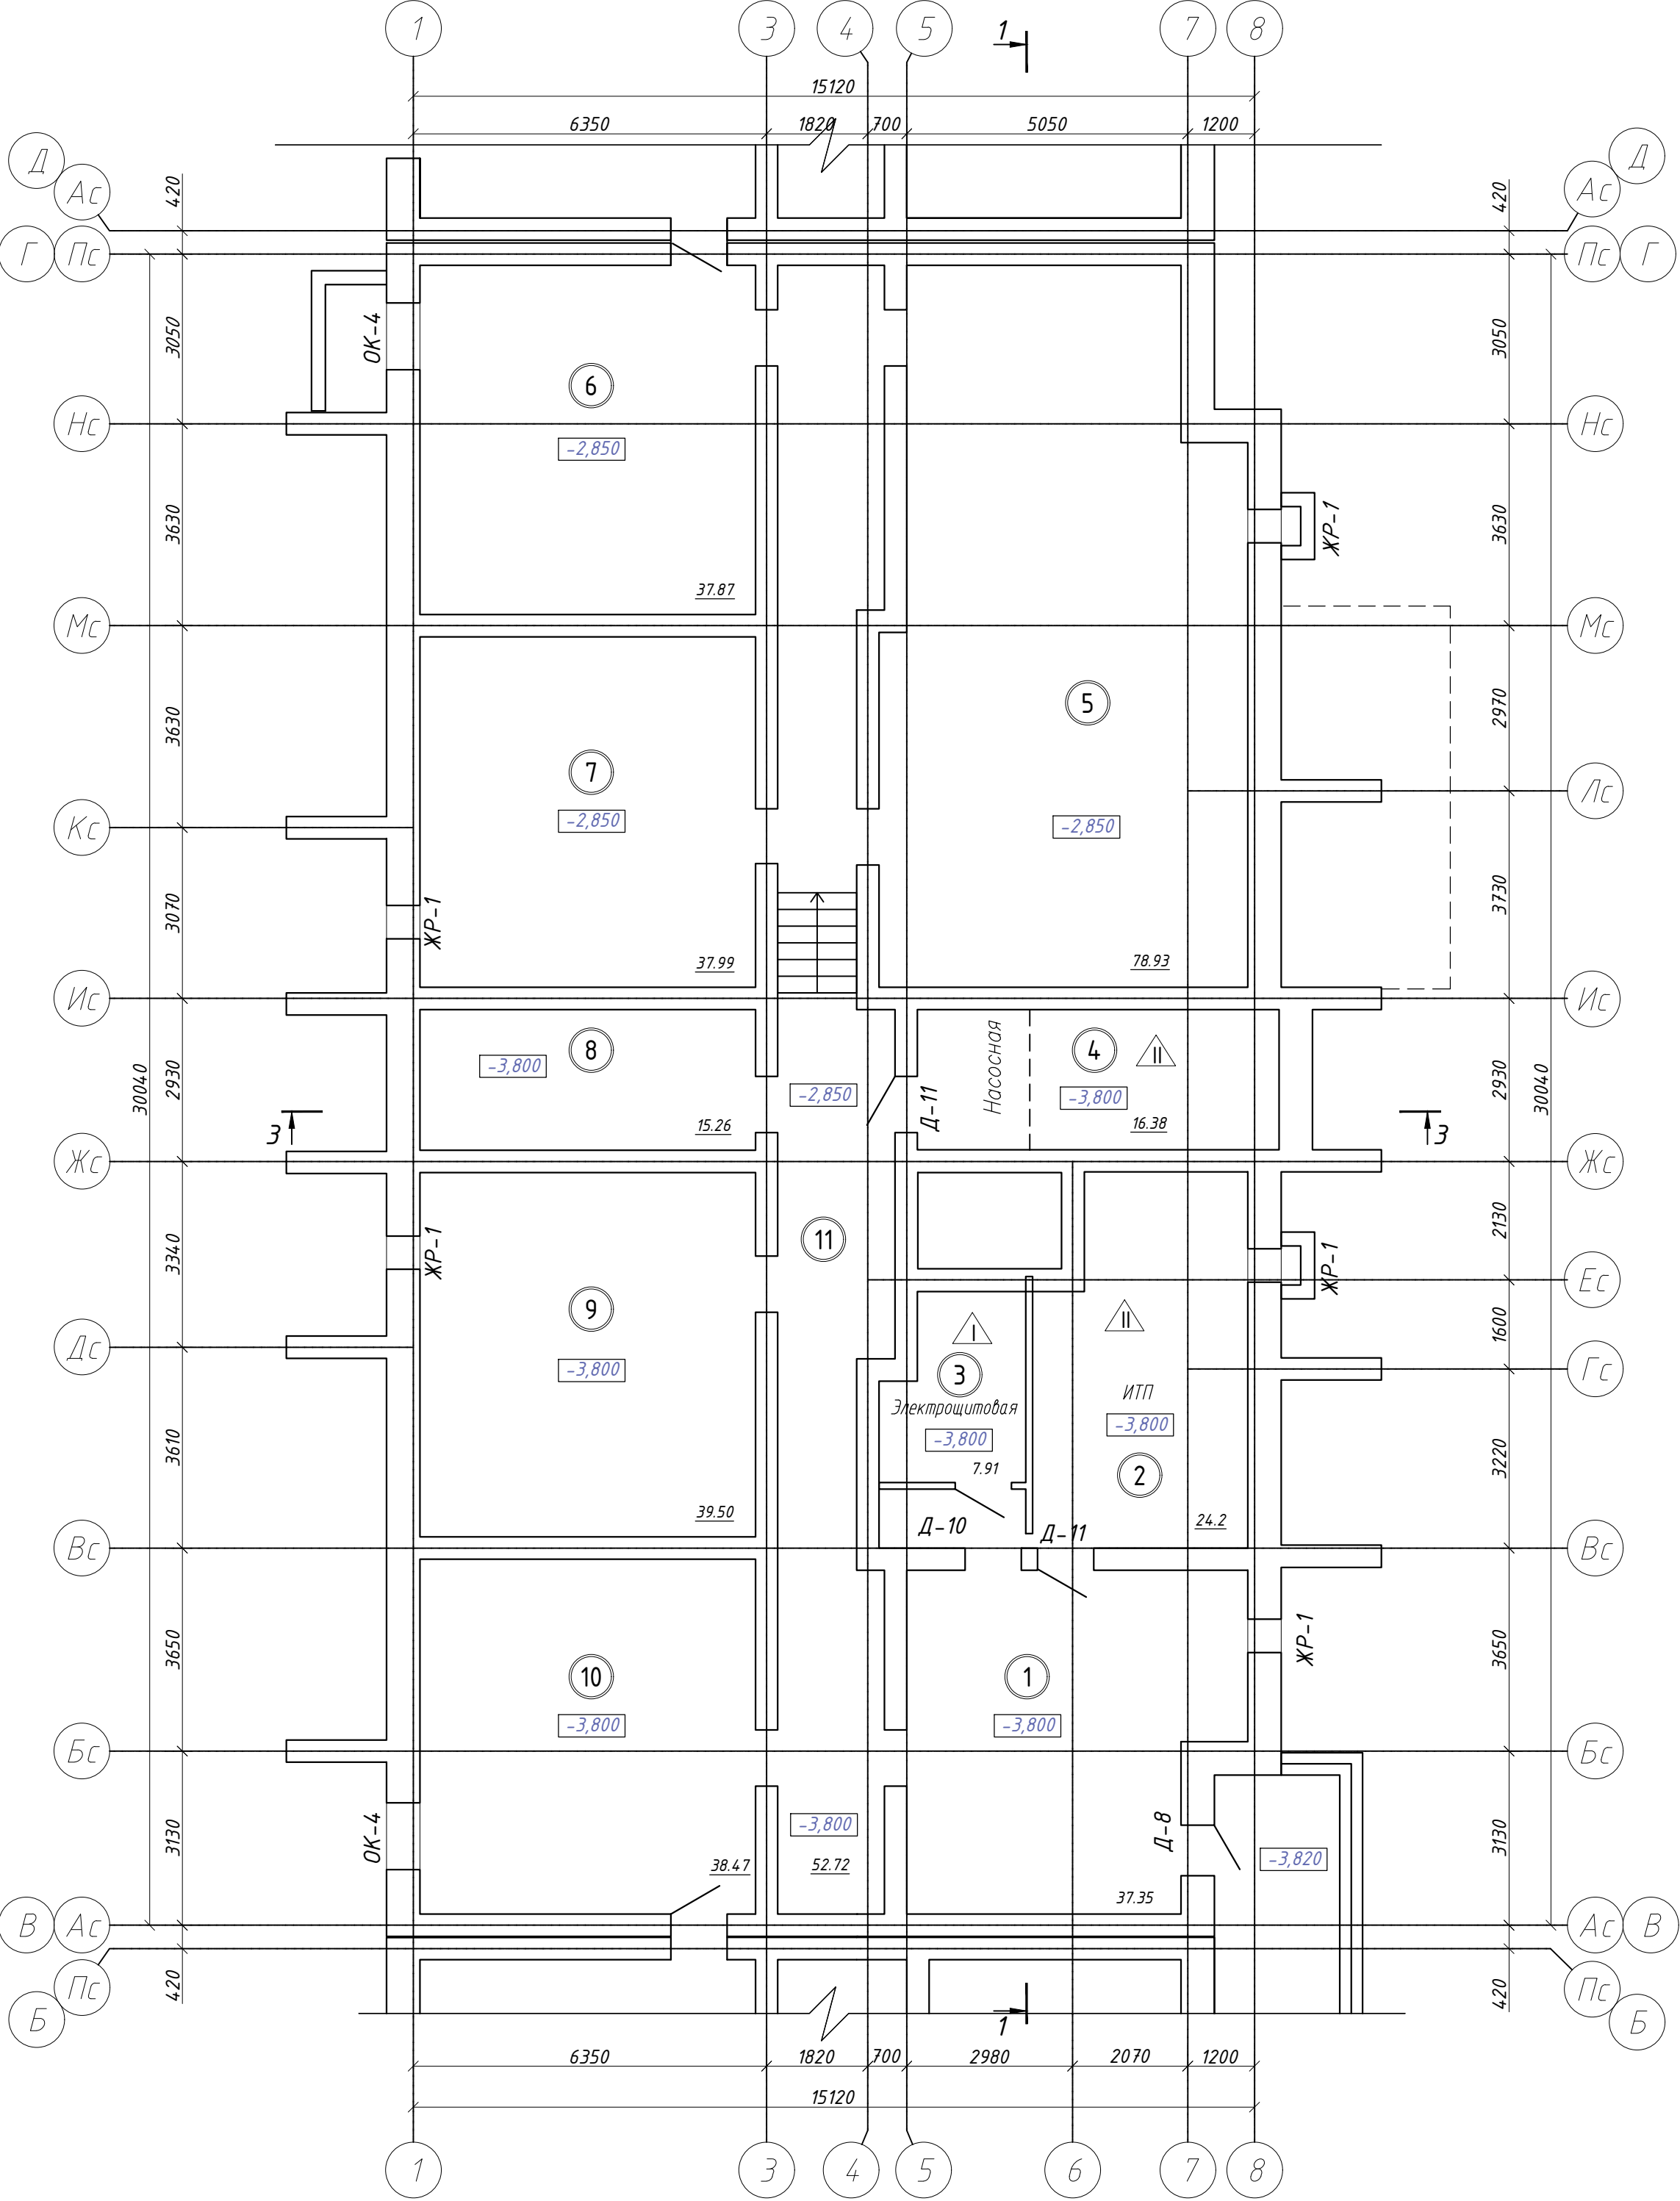 1 3 4 5 7 8
1
15120
6350 1820 700 5050 1200
Д Д
Ас 420 420 Ас
Г Пс Пс Г
3050 ОК-4 3050
6
Нс Нс
-2,850
3630 ЖР-1 3630
37.87
Мс Мс
5
3630 2970
7
Лс
-2,850 -2,850
Кс
3070 ЖР-1 3730
37.99 78.93
Ис Ис
8 Насосная 4 II
-3,800
30040 2930 -2,850 Д-11 -3,800 2930 30040
3 15.26 16.38 3
Жс Жс
2130
3340 ЖР-1 11 ЖР-1
Ес
9
I II
1600
Дс Гс
-3,800 3
Электрощитовая ИТП
-3,800 -3,800
3610 7.91 2 3220
39.50 24.2
Д-10 Д-11
Вс Вс
3650 ЖР-1 3650
10 1
-3,800 -3,800
Бс Бс
3130 ОК-4 -3,800 Д-8 3130
38.47 52.72 -3,820
37.35
В Ас Ас В
Пс 420 420 Пс
Б Б
1
6350 1820 700 2980 2070 1200
15120
1 3 4 5 6 7 8